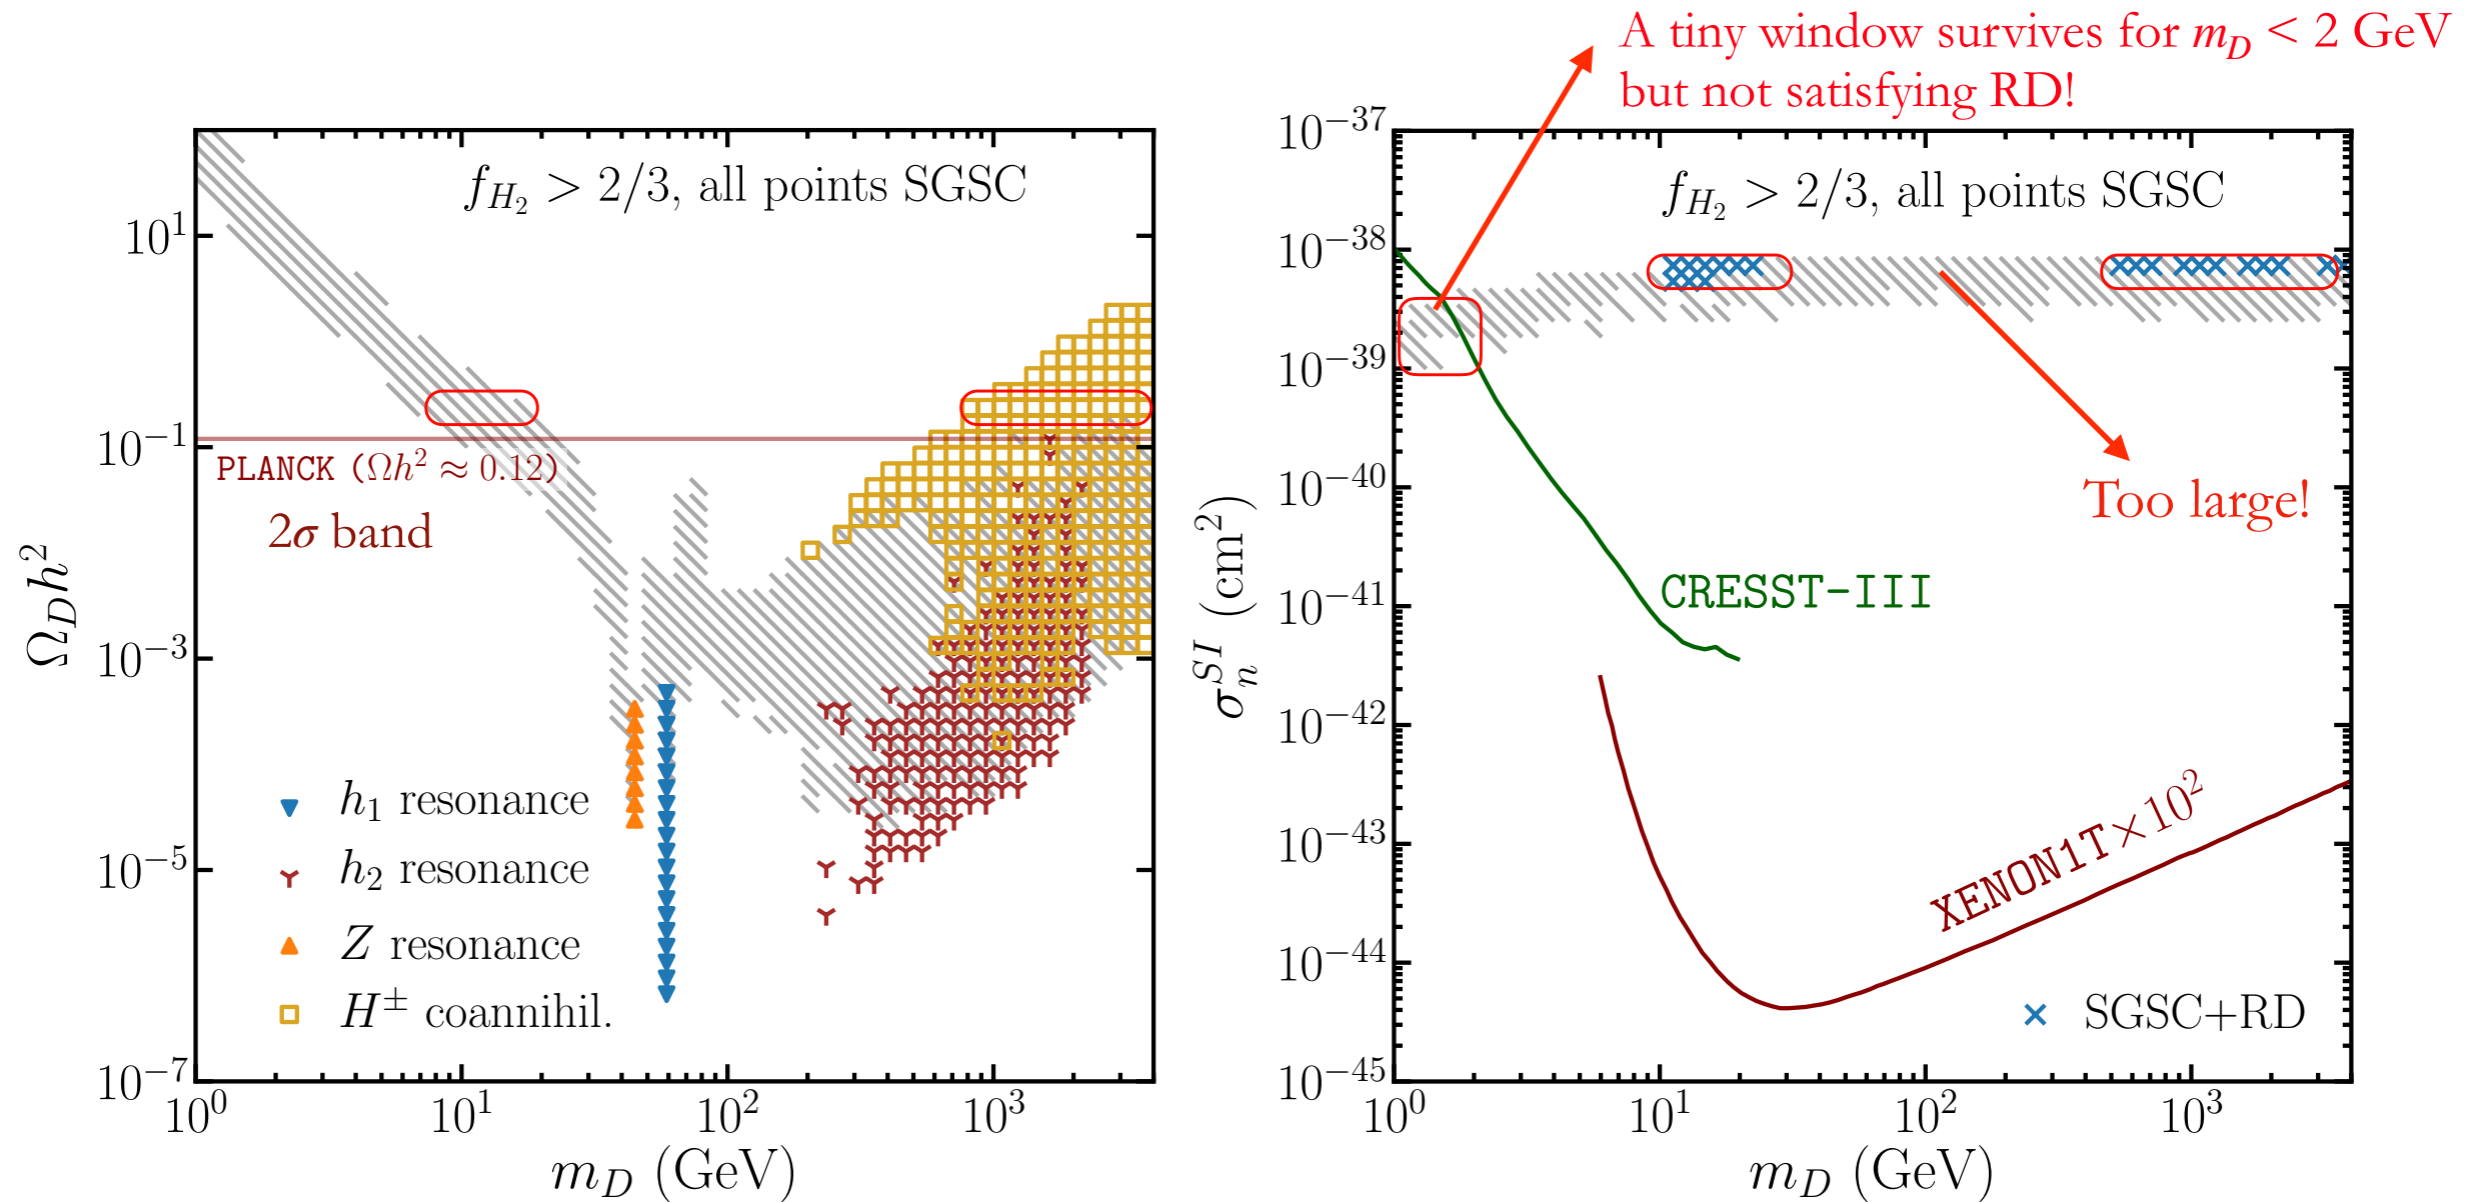 A tiny window survives for m_D < 2 GeV
but not satisfying RD!
f_{H_2} > 2/3, all points SGSC
10^1
10^{-1}
10^{-3}
10^{-5}
10^{-7}
Ω_D h^2
PLANCK (Ωh^2 ≈ 0.12)
2σ band
h_1 resonance
h_2 resonance
Z resonance
H^± coannihil.
10^0 10^1 10^2 10^3
m_D (GeV)
f_{H_2} > 2/3, all points SGSC
10^{-37}
10^{-38}
10^{-39}
10^{-40}
10^{-41}
10^{-42}
10^{-43}
10^{-44}
10^{-45}
σ_n^{SI} (cm^2)
Too large!
CRESST-III
XENON1T×10^2
SGSC+RD
10^0 10^1 10^2 10^3
m_D (GeV)